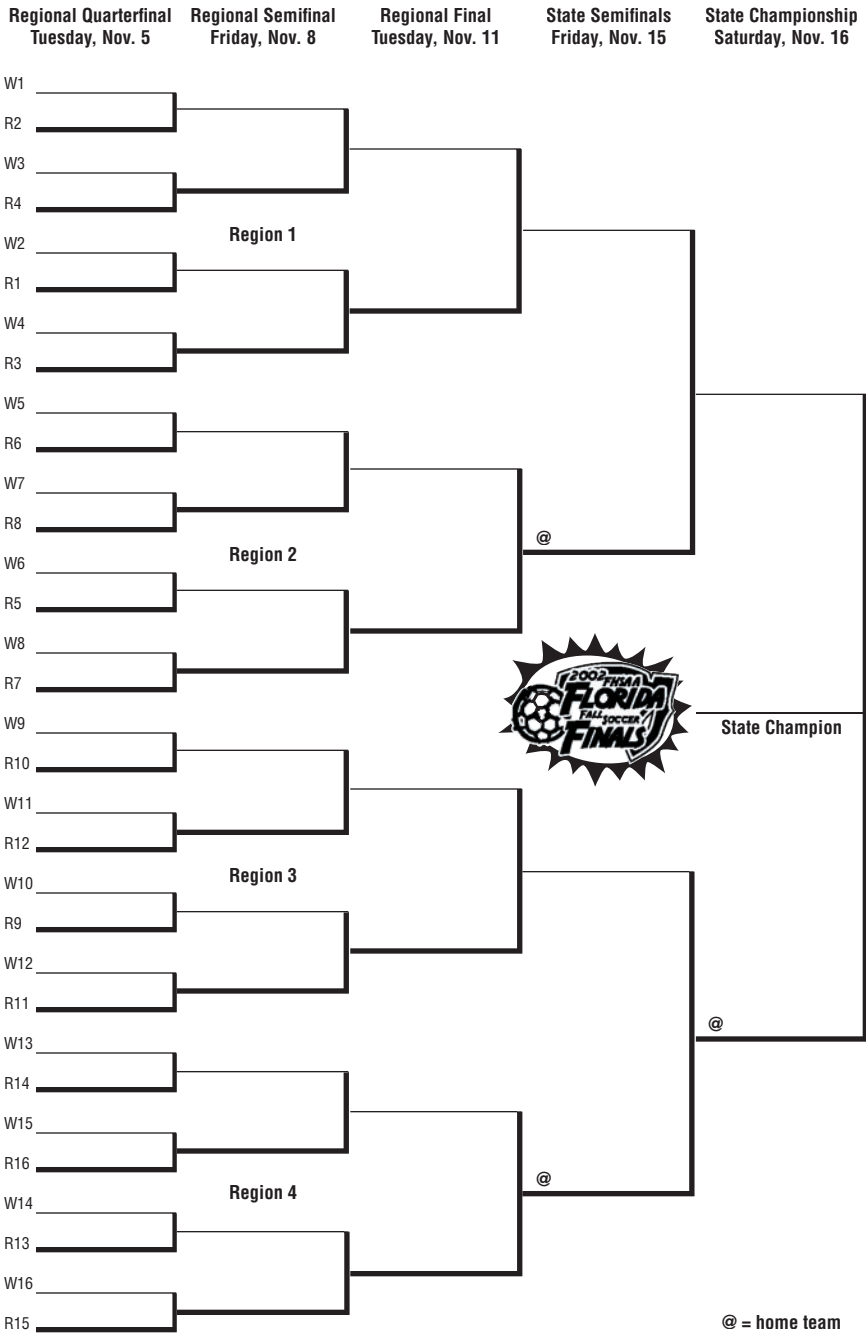 Regional Quarterfinal
Tuesday, Nov. 5
Regional Semifinal
Friday, Nov. 8
Regional Final
Tuesday, Nov. 11
State Semifinals
Friday, Nov. 15
State Championship
Saturday, Nov. 16
W1
R2
W3
R4
Region 1
W2
R1
W4
R3
W5
R6
W7
R8
@
Region 2
W6
R5
W8
R7
2002 FHSAA
FLORIDA
FALL SOCCER
FINALS
State Champion
W9
R10
W11
R12
Region 3
W10
R9
W12
R11
@
W13
R14
W15
R16
@
Region 4
W14
R13
W16
R15
@ = home team